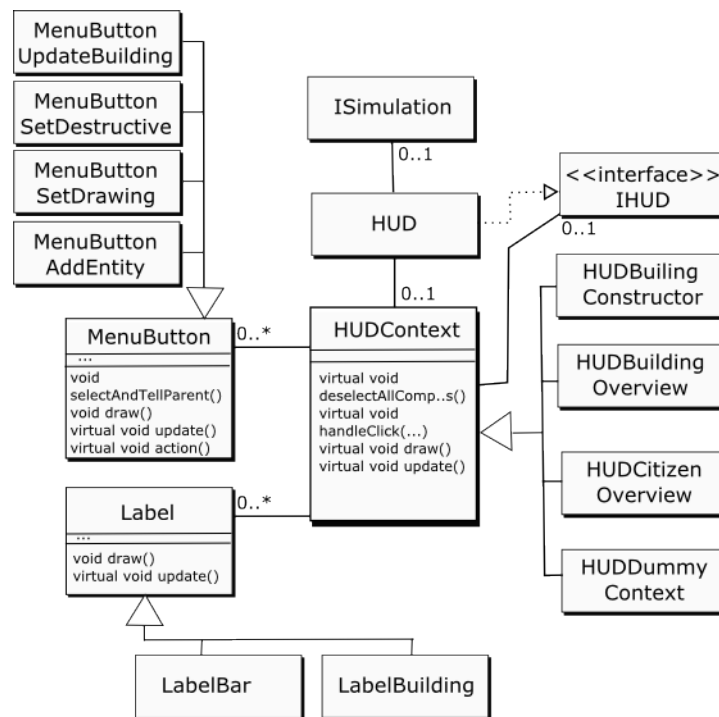 MenuButton
UpdateBuilding
MenuButton
SetDestructive
MenuButton
SetDrawing
MenuButton
AddEntity
ISimulation
0..1
HUD
<<interface>>
IHUD
0..1
0..1
HUDBuiling
Constructor
HUDBuilding
Overview
HUDCitizen
Overview
HUDDummy
Context
MenuButton
...
void
selectAndTellParent()
void draw()
virtual void update()
virtual void action()
0..*
HUDContext
virtual void
deselectAllComp..s()
virtual void
handleClick(...)
virtual void draw()
virtual void update()
Label
...
void draw()
virtual void update()
0..*
LabelBar
LabelBuilding